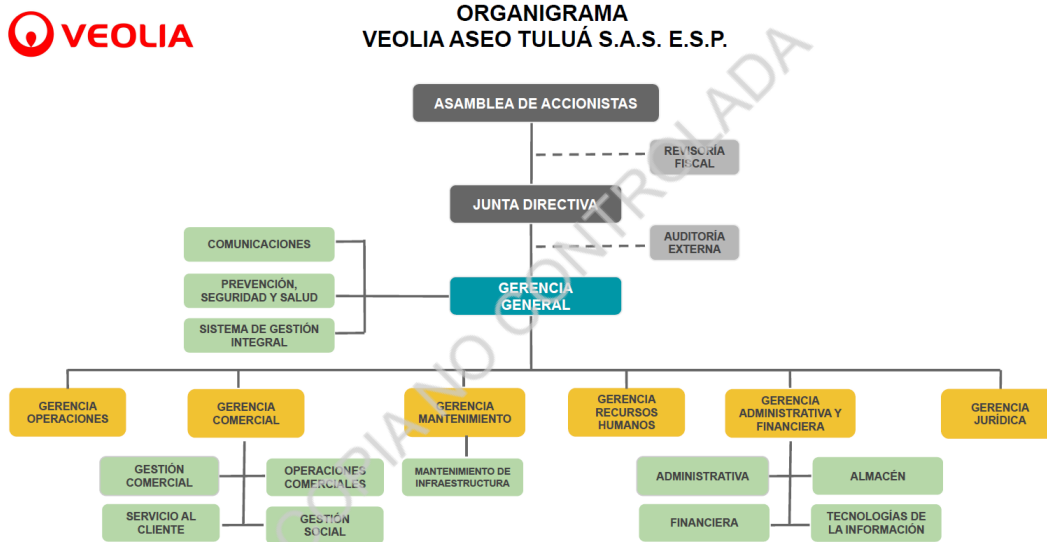 VEOLIA
ORGANIGRAMA
VEOLIA ASEO TULUÁ S.A.S. E.S.P.
ASAMBLEA DE ACCIONISTAS
REVISORÍA
FISCAL
JUNTA DIRECTIVA
AUDITORÍA
EXTERNA
COMUNICACIONES
PREVENCIÓN,
SEGURIDAD Y SALUD
SISTEMA DE GESTIÓN
INTEGRAL
GERENCIA
GENERAL
GERENCIA
OPERACIONES
GERENCIA
COMERCIAL
GERENCIA
MANTENIMIENTO
GERENCIA
RECURSOS
HUMANOS
GERENCIA
ADMINISTRATIVA Y
FINANCIERA
GERENCIA
JURÍDICA
GESTIÓN
COMERCIAL
OPERACIONES
COMERCIALES
SERVICIO AL
CLIENTE
GESTIÓN
SOCIAL
MANTENIMIENTO DE
INFRAESTRUCTURA
ADMINISTRATIVA
ALMACÉN
FINANCIERA
TECNOLOGÍAS DE
LA INFORMACIÓN
COPIA NO CONTROLADA